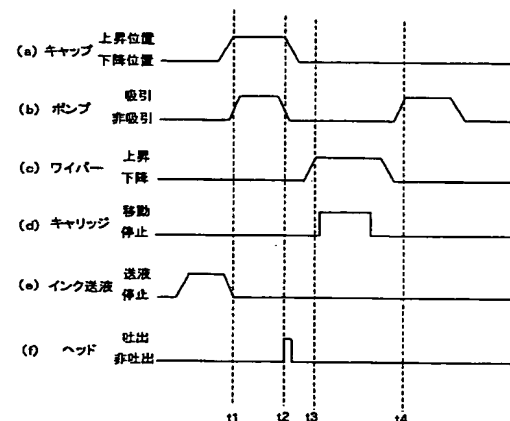 (a) キャップ 上昇位置
下降位置
(b) ポンプ 吸引
非吸引
(c) ワイパー 上昇
下降
(d) キャリッジ 移動
停止
(e) インク送液 送液
停止
(f) ヘッド 吐出
非吐出
t1 t2 t3 t4